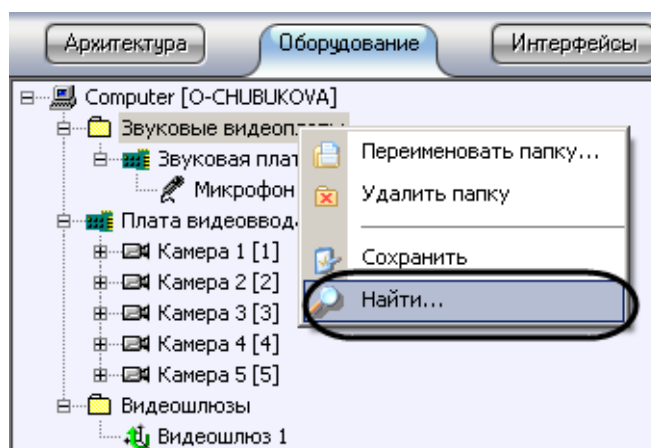 Архитектура Оборудование Интерфейсы
Computer [O-CHUBUKOVA]
Звуковые видеоплаты
Переименовать папку...
Звуковая плат
Микрофон
Удалить папку
Плата видеоввод
Камера 1 [1]
Сохранить
Камера 2 [2]
Камера 3 [3]
Найти...
Камера 4 [4]
Камера 5 [5]
Видеошлюзы
Видеошлюз 1